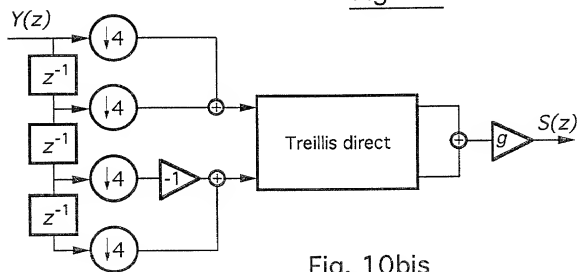 Y(z)
↓4
z⁻¹
↓4
+
z⁻¹
Treillis direct
+
g
S(z)
↓4
-1
+
z⁻¹
↓4
Fig. 10bis